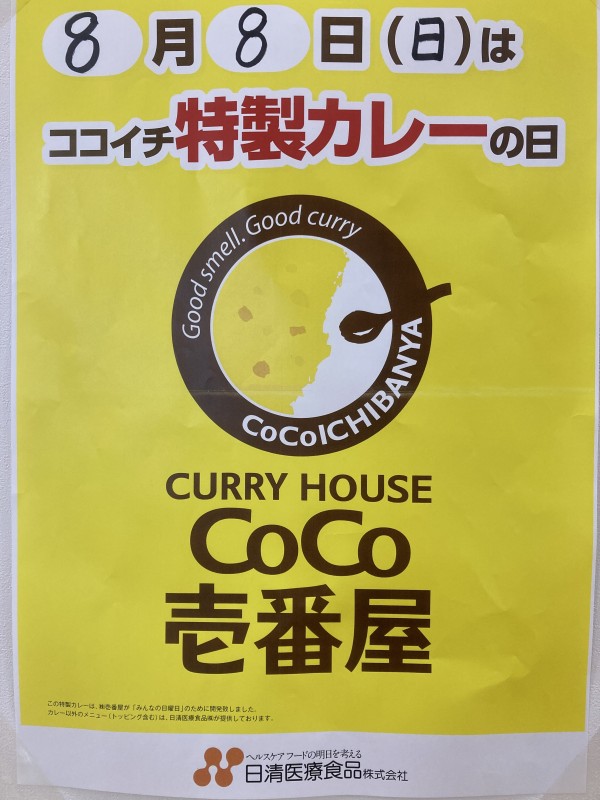 8月8日(日)は
ココイチ特製カレーの日
Good smell. Good curry
CoCoICHIBANYA
CURRY HOUSE
CoCo
壱番屋
この特製カレーは、㈱壱番屋が「みんなの日曜日」のために開発致しました。
カレー以外のメニュー(トッピング含む)は、日清医療食品㈱が提供しております。
ヘルスケアフードの明日を考える
日清医療食品株式会社